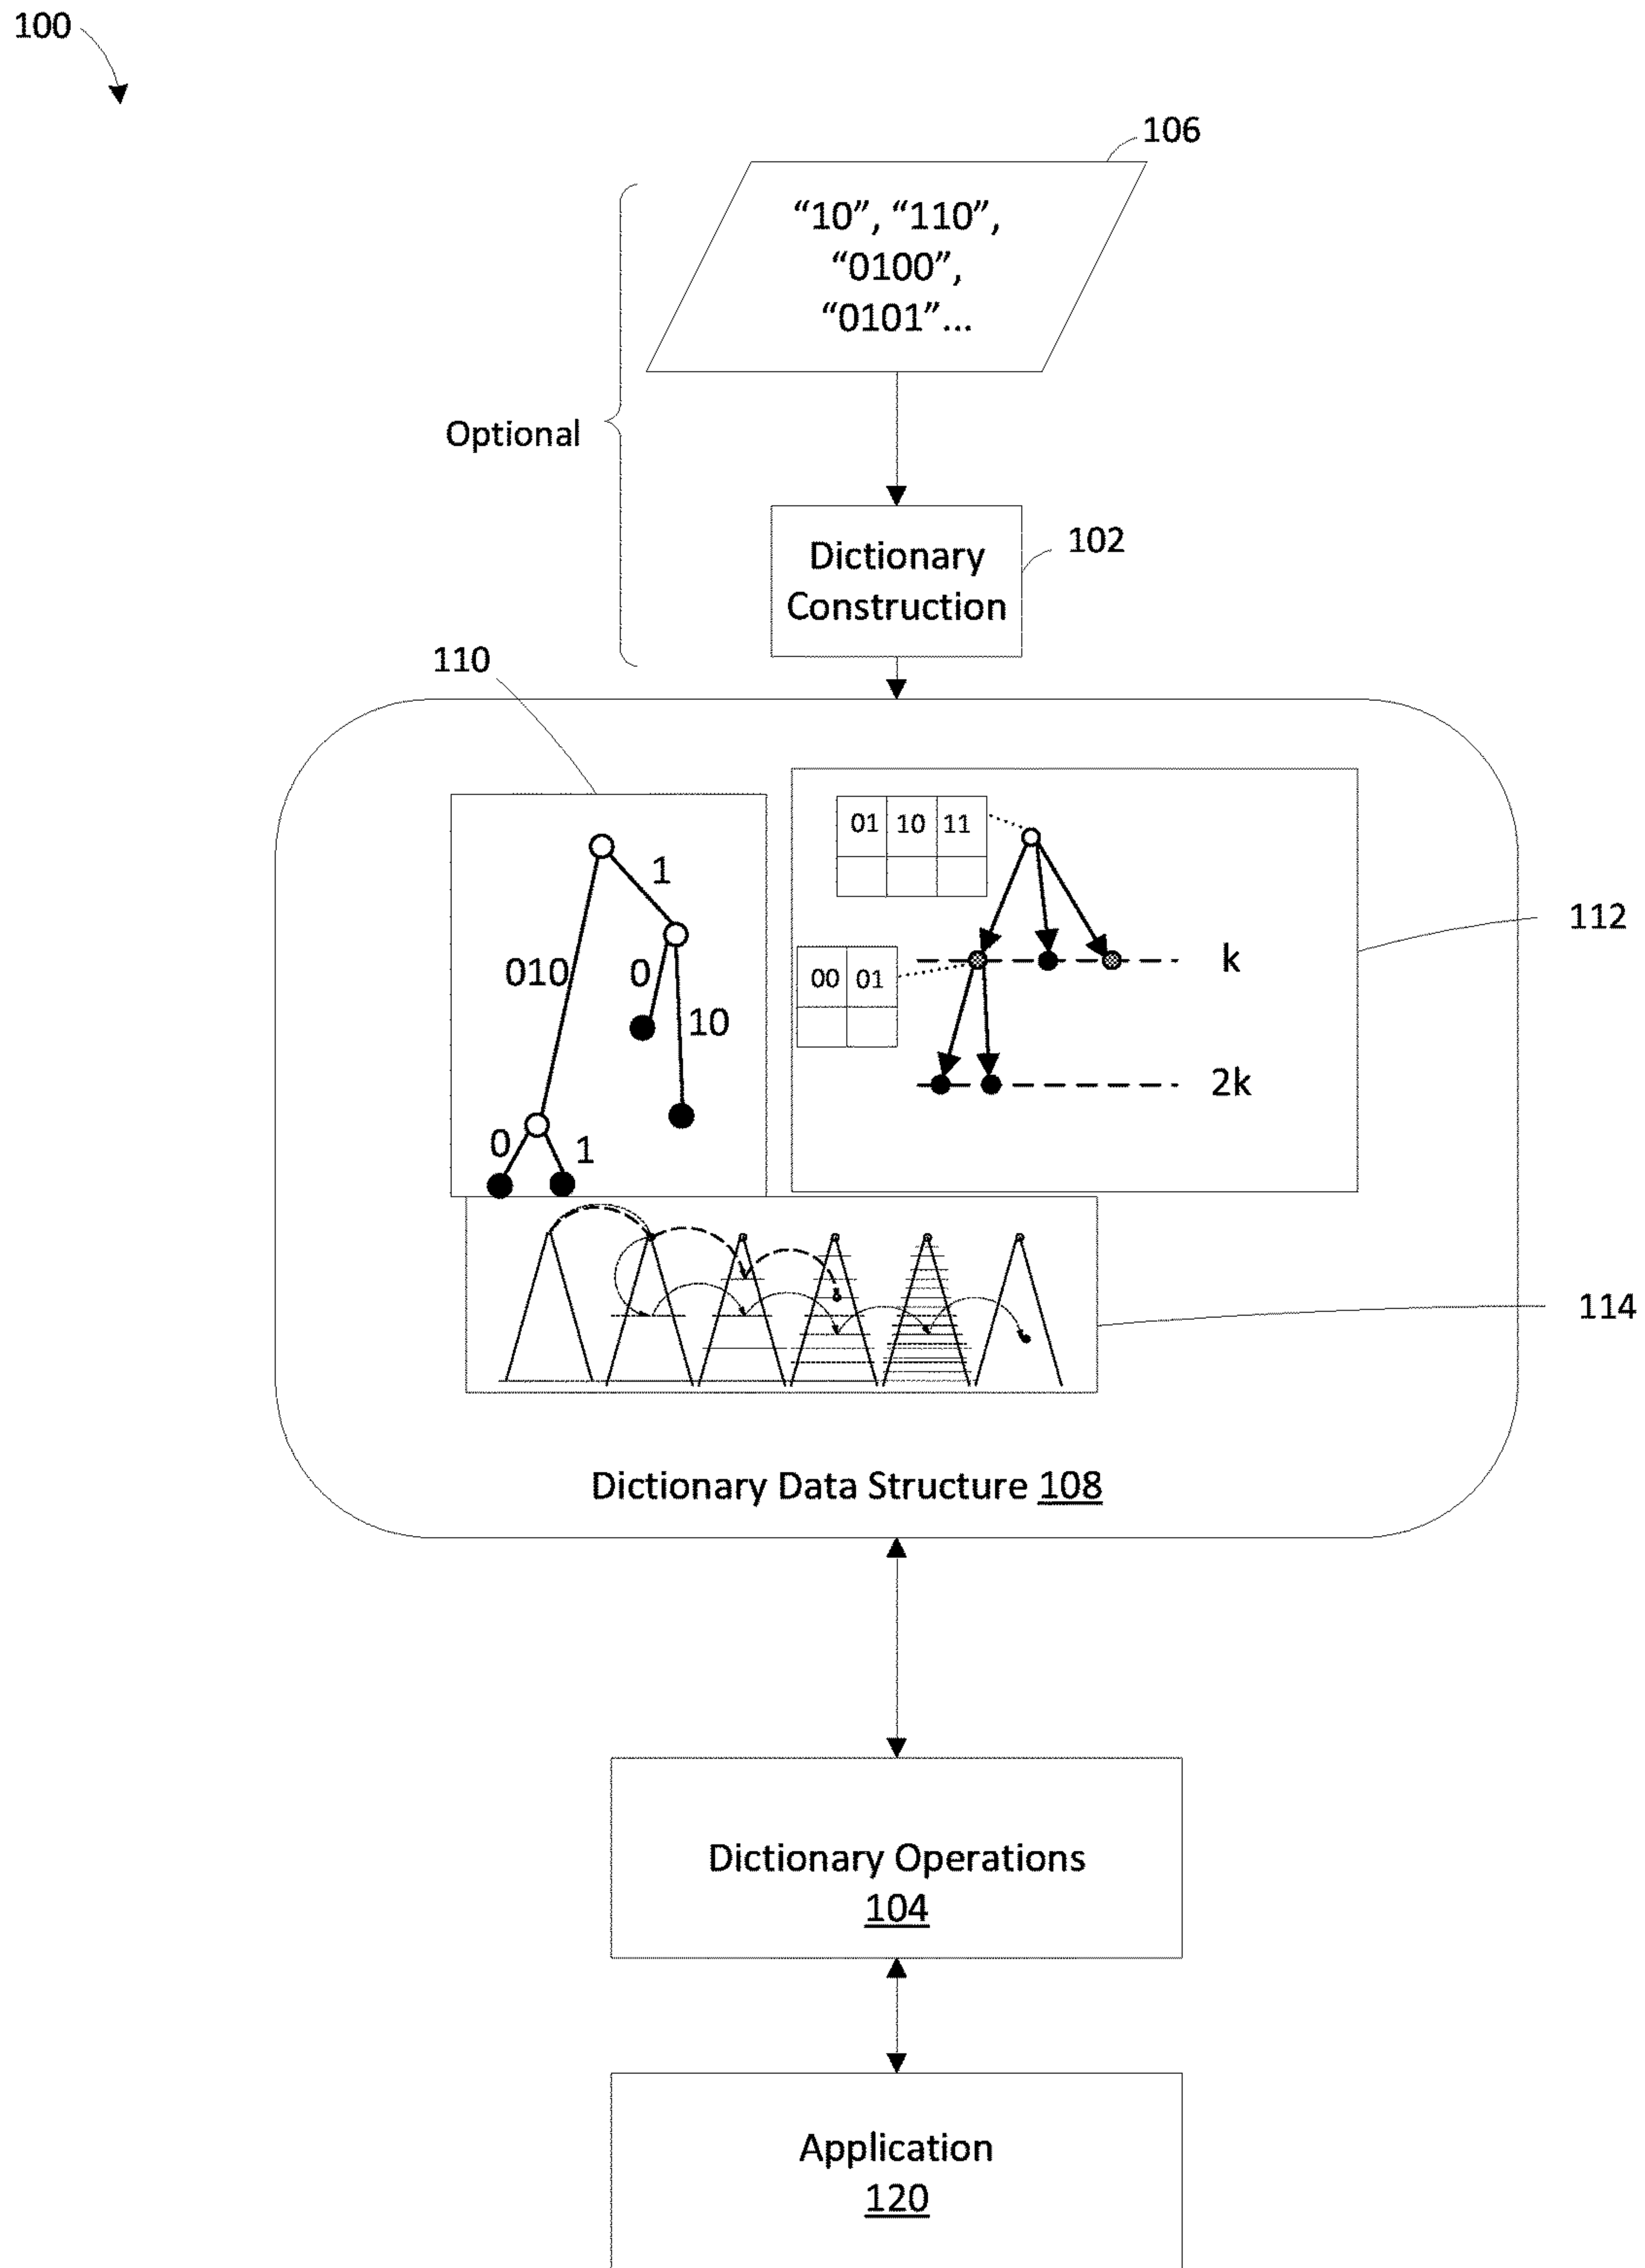 100
106
“10”, “110”,
“0100”,
“0101”...
Optional
Dictionary
Construction
102
110
01 10 11
1
112
010
0
00 01
k
10
2k
0
1
114
Dictionary Data Structure 108
Dictionary Operations
104
Application
120